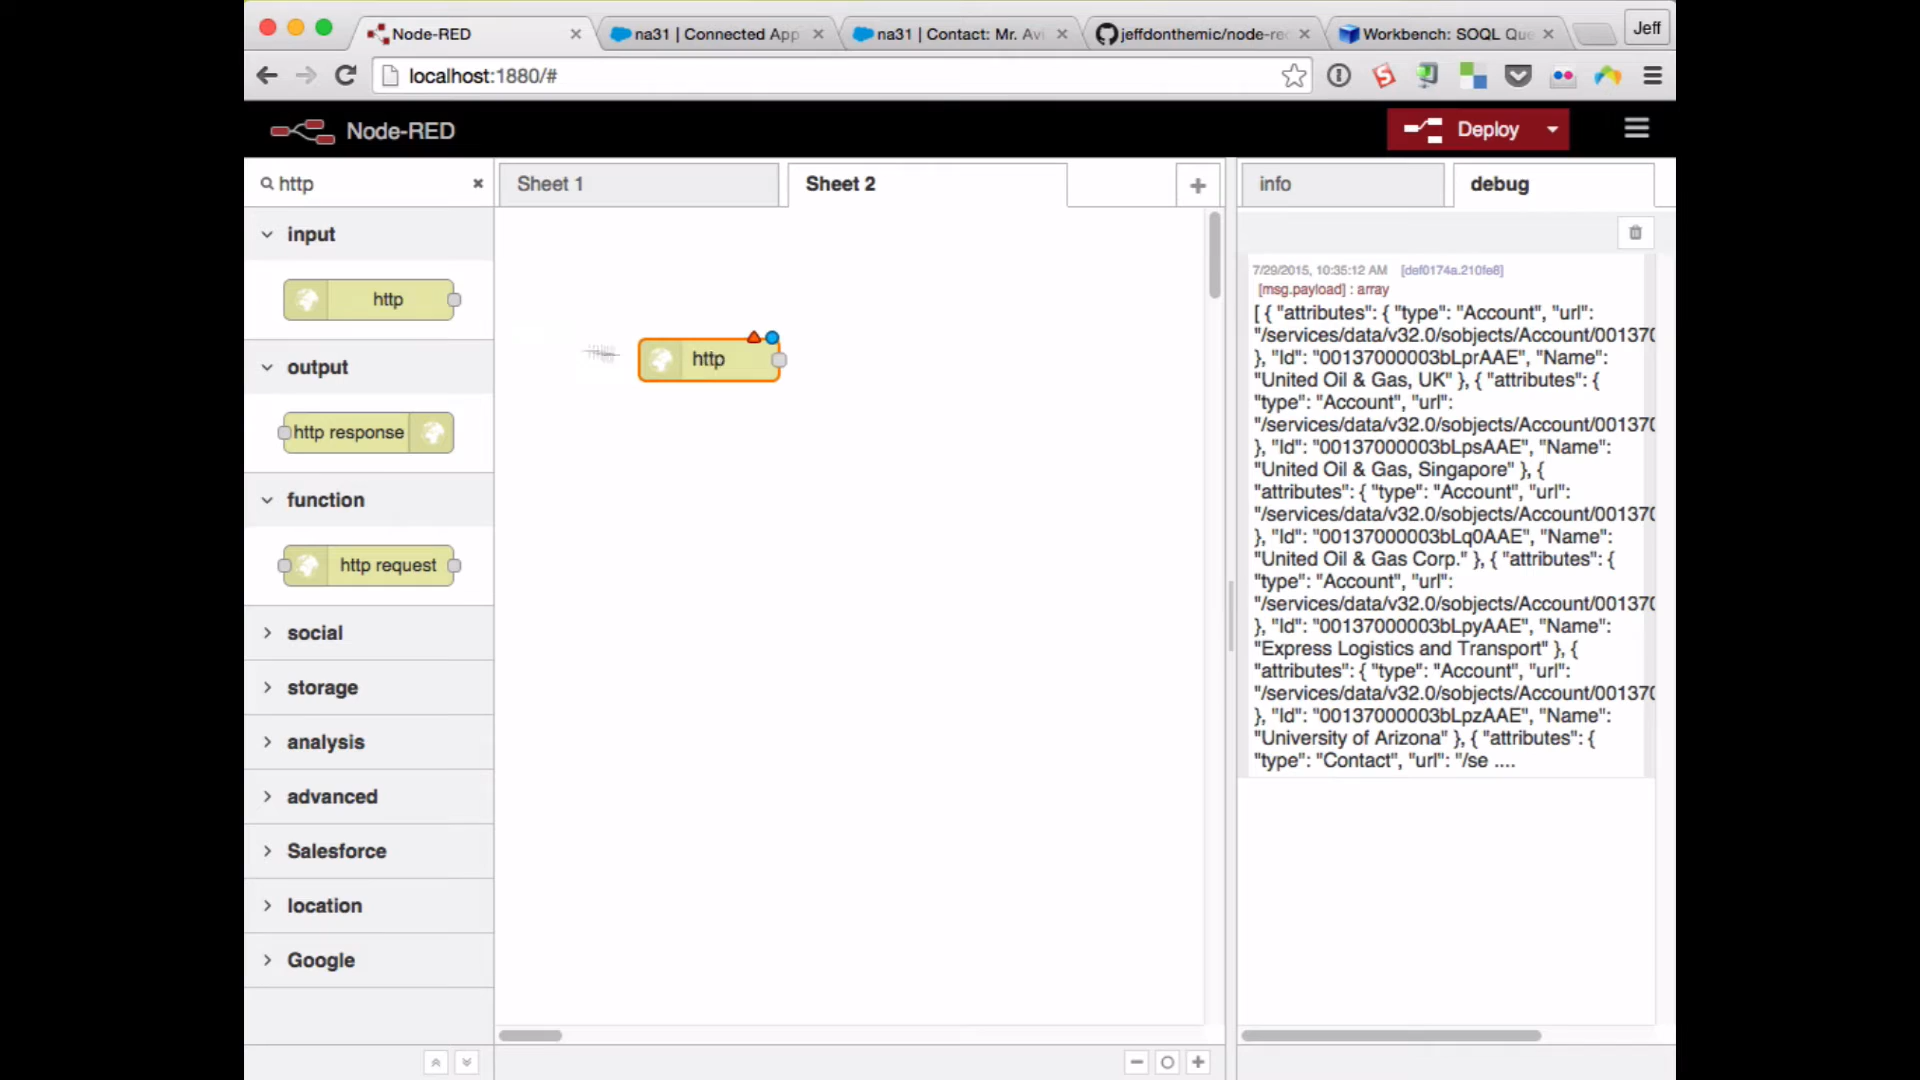 Node-RED
na31 | Connected App
na31 | Contact: Mr. Avi
jeffdonthemic/node-re
Workbench: SOQL Que
Jeff
localhost:1880/#
Node-RED
Deploy
http
Sheet 1
Sheet 2
info
debug
input
http
output
http response
function
http request
social
storage
analysis
advanced
Salesforce
location
Google
http
7/29/2015, 10:35:12 AM [def0174a.210fe8]
[msg.payload] : array
[ { "attributes": { "type": "Account", "url":
"/services/data/v32.0/sobjects/Account/00137
}, "Id": "00137000003bLprAAE", "Name":
"United Oil & Gas, UK" }, { "attributes": {
"type": "Account", "url":
"/services/data/v32.0/sobjects/Account/00137
}, "Id": "00137000003bLpsAAE", "Name":
"United Oil & Gas, Singapore" }, {
"attributes": { "type": "Account", "url":
"/services/data/v32.0/sobjects/Account/00137
}, "Id": "00137000003bLq0AAE", "Name":
"United Oil & Gas Corp." }, { "attributes": {
"type": "Account", "url":
"/services/data/v32.0/sobjects/Account/00137
}, "Id": "00137000003bLpyAAE", "Name":
"Express Logistics and Transport" }, {
"attributes": { "type": "Account", "url":
"/services/data/v32.0/sobjects/Account/00137
}, "Id": "00137000003bLpzAAE", "Name":
"University of Arizona" }, { "attributes": {
"type": "Contact", "url": "/se ....